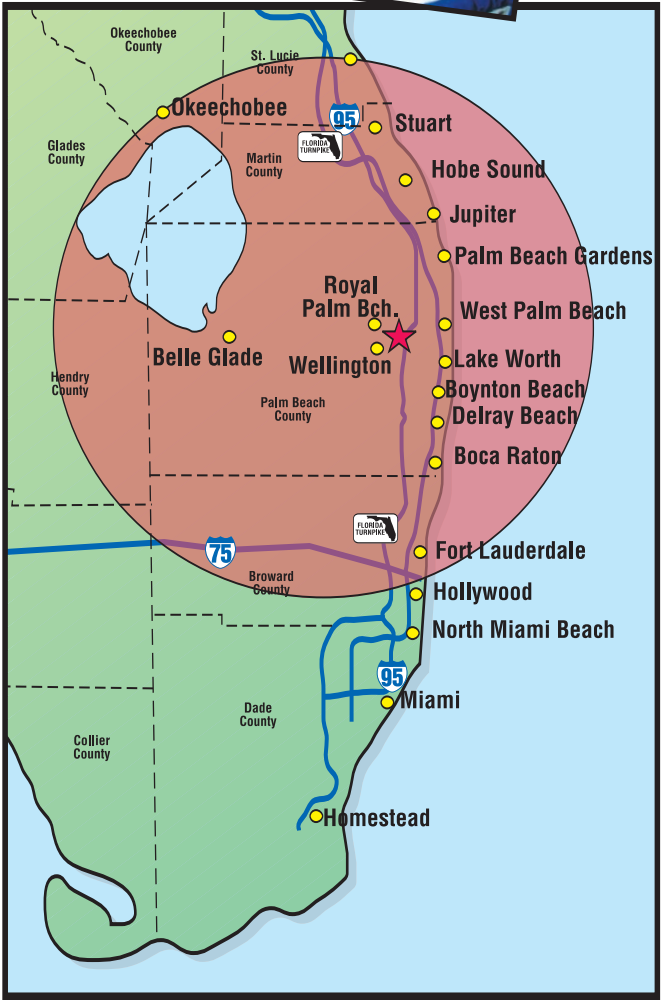 Okeechobee
County
St. Lucie
County
Okeechobee
95
Stuart
FLORIDA
TURNPIKE
Glades
County
Martin
County
Hobe Sound
Jupiter
Palm Beach Gardens
Royal
Palm Bch.
West Palm Beach
Belle Glade
Wellington
Lake Worth
Hendry
County
Boynton Beach
Palm Beach
County
Delray Beach
Boca Raton
FLORIDA
TURNPIKE
75
Fort Lauderdale
Broward
County
Hollywood
North Miami Beach
95
Miami
Dade
County
Collier
County
Homestead